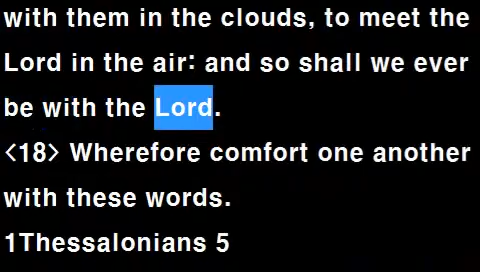 with them in the clouds, to meet the
Lord in the air: and so shall we ever
be with the Lord.
<18> Wherefore comfort one another
with these words.
1Thessalonians 5